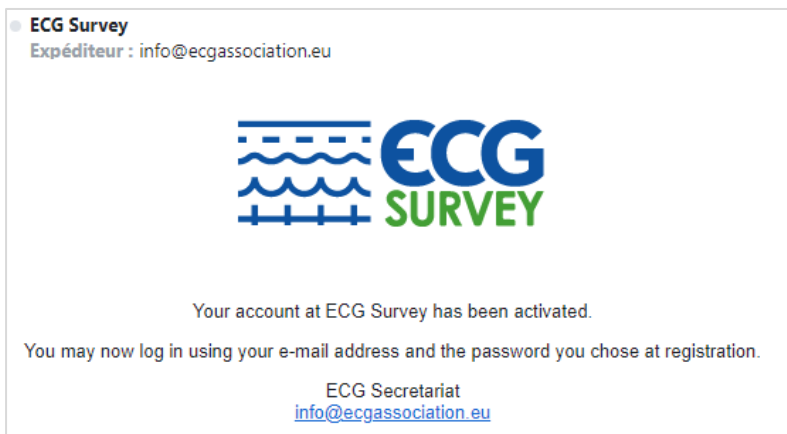 ECG Survey
Expéditeur : info@ecgassociation.eu
ECG
SURVEY
Your account at ECG Survey has been activated.
You may now log in using your e-mail address and the password you chose at registration.
ECG Secretariat
info@ecgassociation.eu